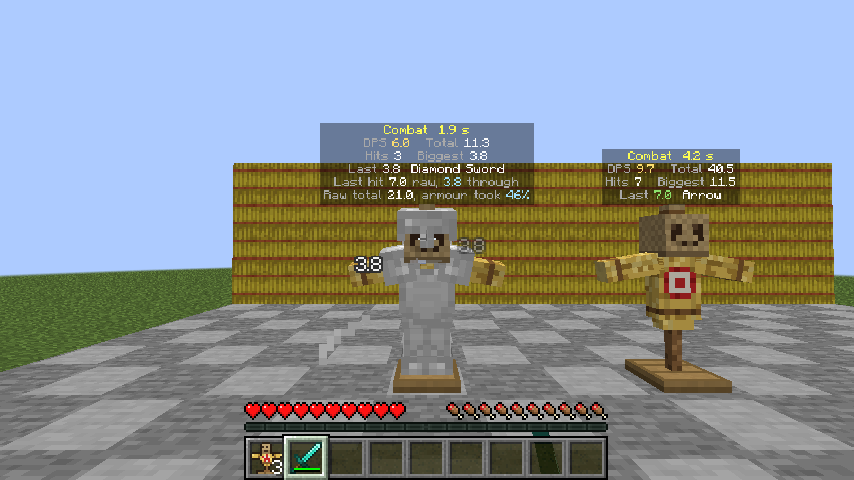 Combat 1.9 s
DPS 6.0 Total 11.3
Hits 3 Biggest 3.8
Last 3.8 Diamond Sword
Last hit 7.0 raw, 3.8 through
Raw total 21.0, armour took 46%
Combat 4.2 s
DPS 9.7 Total 40.5
Hits 7 Biggest 11.5
Last 7.0 Arrow
3.8
3.8
3